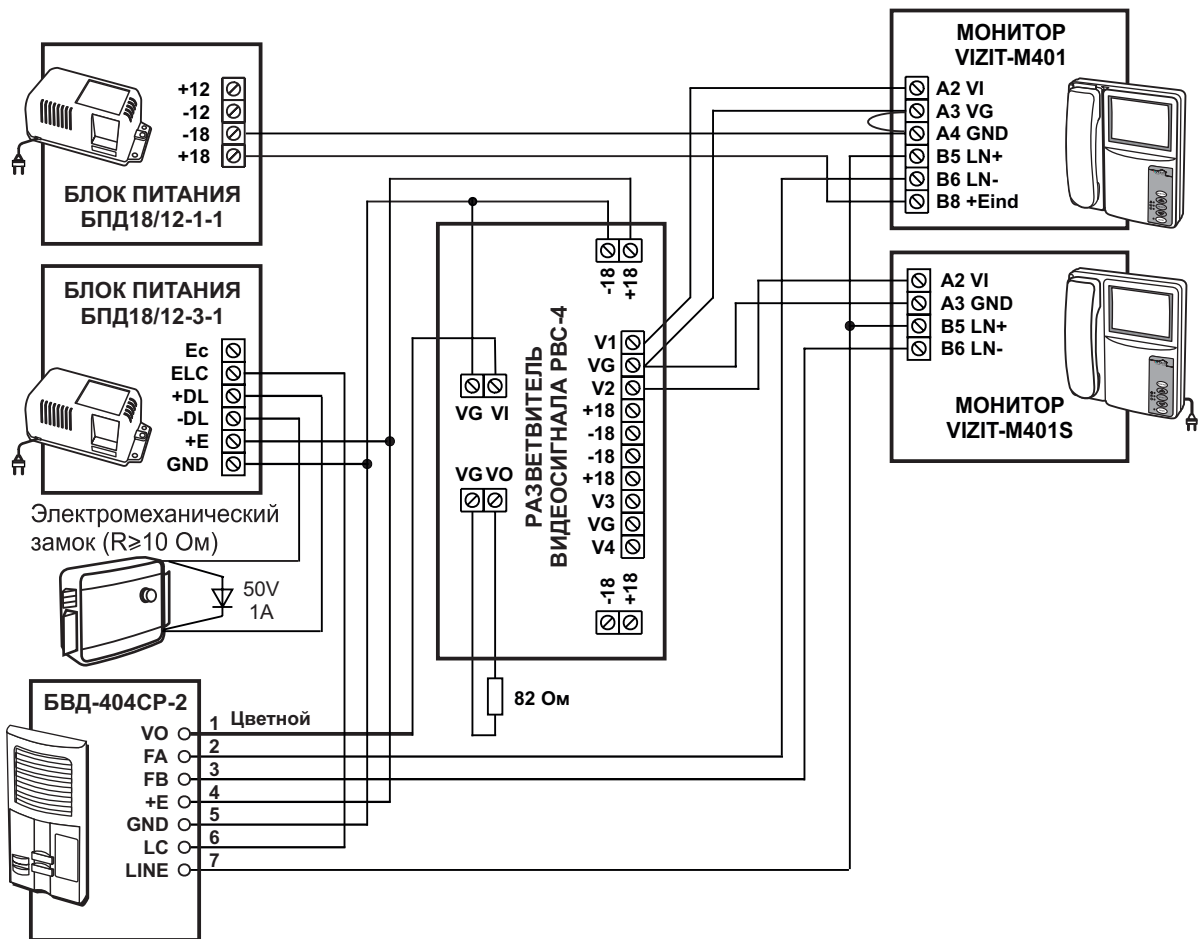 БЛОК ПИТАНИЯ
БПД18/12-1-1
+12
-12
-18
+18
БЛОК ПИТАНИЯ
БПД18/12-3-1
Ec
ELC
+DL
-DL
+E
GND
Электромеханический
замок (R≥10 Ом)
50V
1A
БВД-404CP-2
VO
FA
FB
+E
GND
LC
LINE
1
2
3
4
5
6
7
Цветной
РАЗВЕТВИТЕЛЬ
ВИДЕОСИГНАЛА РВС-4
-18
+18
VG VI
VG VO
V1
VG
V2
+18
-18
-18
+18
V3
VG
V4
-18
+18
82 Ом
МОНИТОР
VIZIT-M401
A2 VI
A3 VG
A4 GND
B5 LN+
B6 LN-
B8 +Eind
A2 VI
A3 GND
B5 LN+
B6 LN-
МОНИТОР
VIZIT-M401S